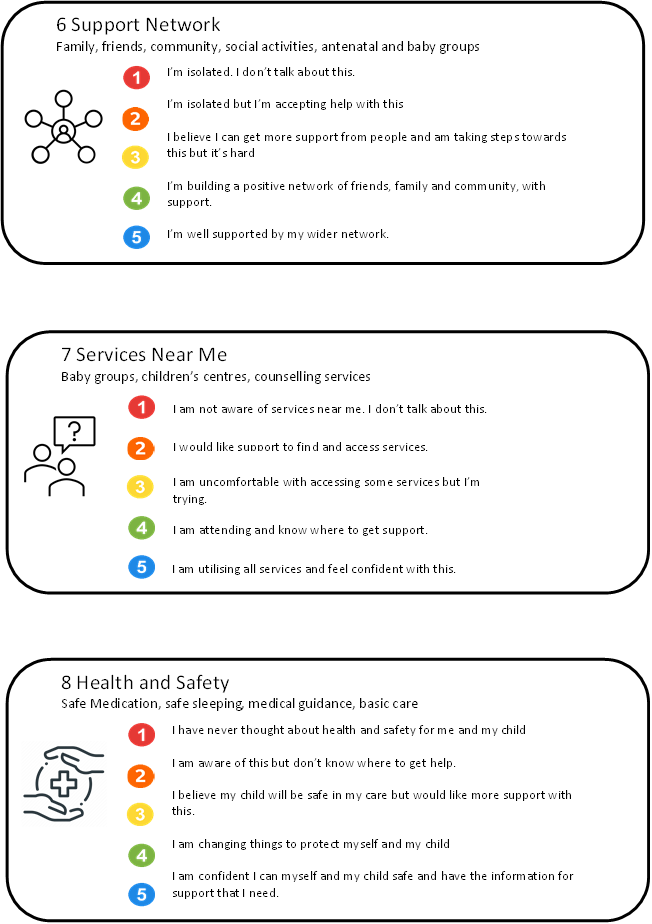 6 Support Network
Family, friends, community, social activities, antenatal and baby groups
1 I'm isolated. I don't talk about this.
2 I'm isolated but I'm accepting help with this
3 I believe I can get more support from people and am taking steps towards
this but it's hard
4 I'm building a positive network of friends, family and community, with
support.
5 I'm well supported by my wider network.
7 Services Near Me
Baby groups, children's centres, counselling services
?
1 I am not aware of services near me. I don't talk about this.
2 I would like support to find and access services.
3 I am uncomfortable with accessing some services but I'm
trying.
4 I am attending and know where to get support.
5 I am utilising all services and feel confident with this.
8 Health and Safety
Safe Medication, safe sleeping, medical guidance, basic care
1 I have never thought about health and safety for me and my child
2 I am aware of this but don't know where to get help.
3 I believe my child will be safe in my care but would like more support with
this.
4 I am changing things to protect myself and my child
5 I am confident I can myself and my child safe and have the information for
support that I need.